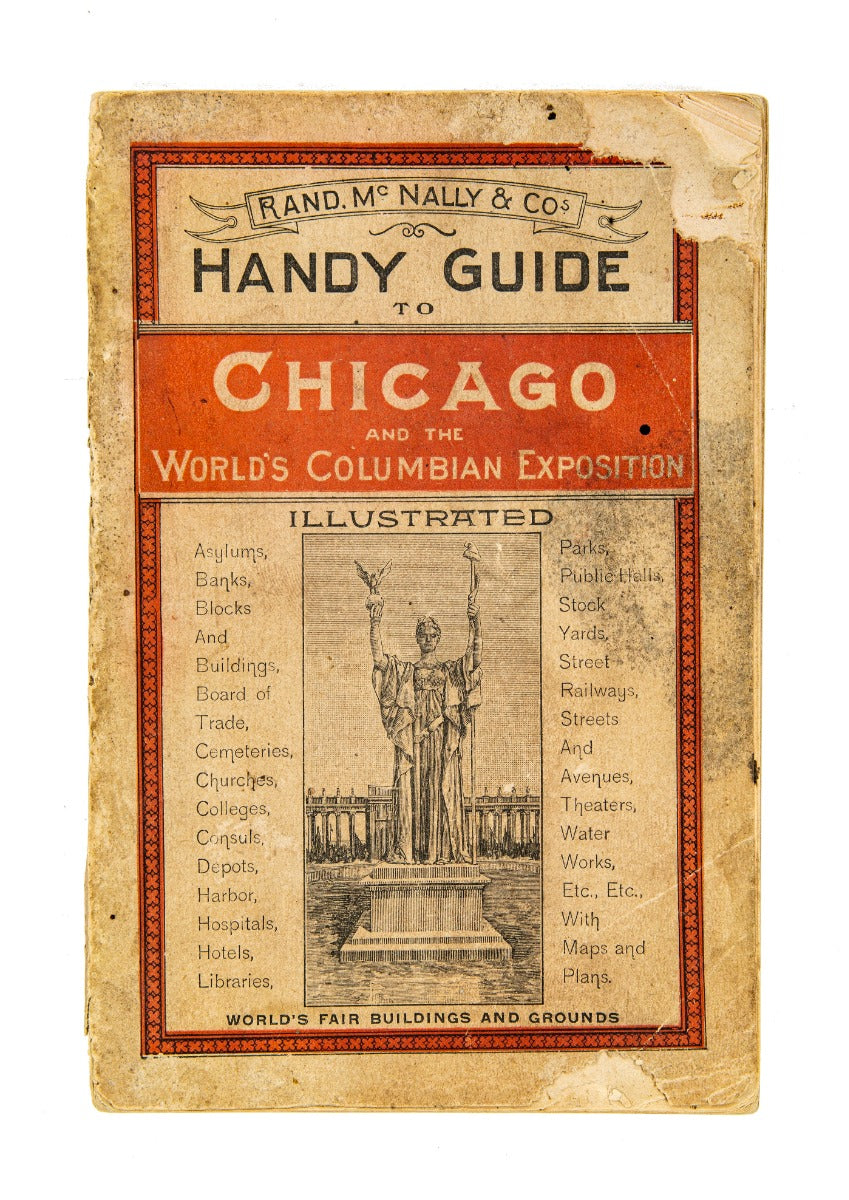 RAND. Mc NALLY & COs
HANDY GUIDE
TO
CHICAGO
AND THE
WORLD'S COLUMBIAN EXPOSITION
ILLUSTRATED
Asylums,
Banks,
Blocks
And
Buildings,
Board of
Trade,
Cemeteries,
Churches,
Colleges,
Consuls,
Depots,
Harbor,
Hospitals,
Hotels,
Libraries,
Parks,
Public Halls,
Stock
Yards,
Street
Railways,
Streets
And
Avenues,
Theaters,
Water
Works,
Etc., Etc.,
With
Maps and
Plans.
WORLD'S FAIR BUILDINGS AND GROUNDS